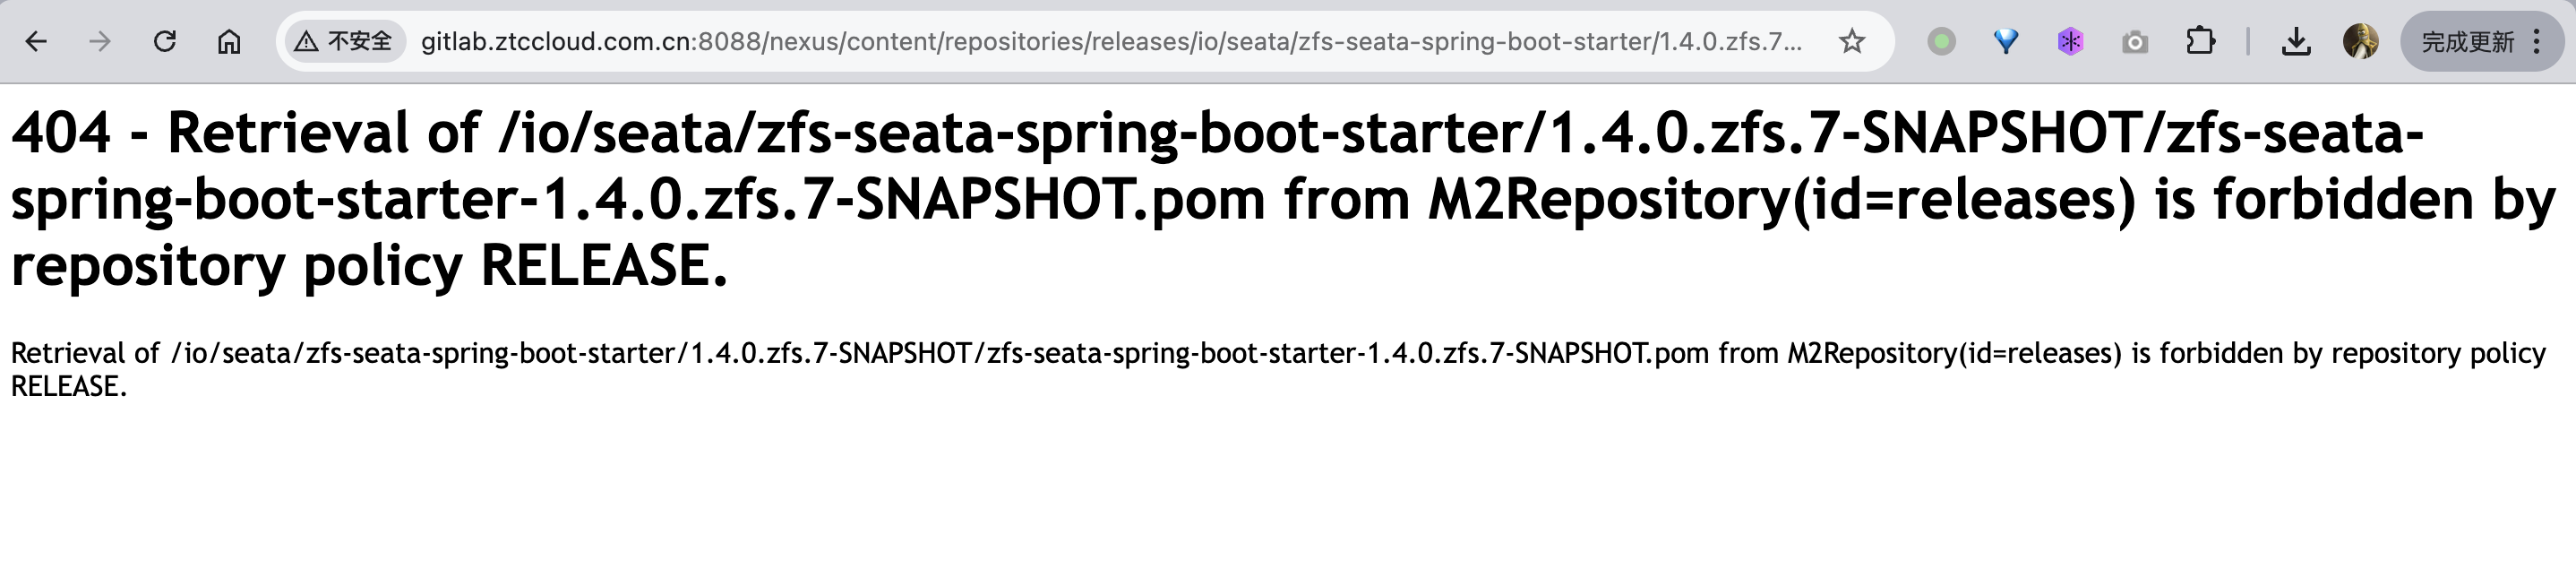 不安全 gitlab.ztccloud.com.cn:8088/nexus/content/repositories/releases/io/seata/zfs-seata-spring-boot-starter/1.4.0.zfs.7... 完成更新
404 - Retrieval of /io/seata/zfs-seata-spring-boot-starter/1.4.0.zfs.7-SNAPSHOT/zfs-seata-
spring-boot-starter-1.4.0.zfs.7-SNAPSHOT.pom from M2Repository(id=releases) is forbidden by
repository policy RELEASE.
Retrieval of /io/seata/zfs-seata-spring-boot-starter/1.4.0.zfs.7-SNAPSHOT/zfs-seata-spring-boot-starter-1.4.0.zfs.7-SNAPSHOT.pom from M2Repository(id=releases) is forbidden by repository policy
RELEASE.